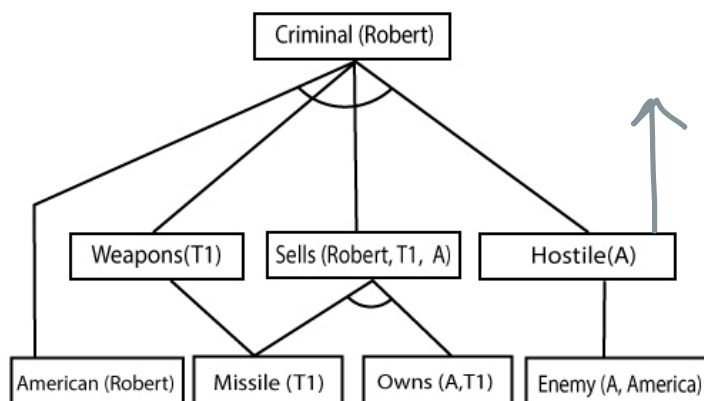 Criminal (Robert)
Weapons(T1)
Sells (Robert, T1, A)
Hostile(A)
American (Robert)
Missile (T1)
Owns (A,T1)
Enemy (A, America)